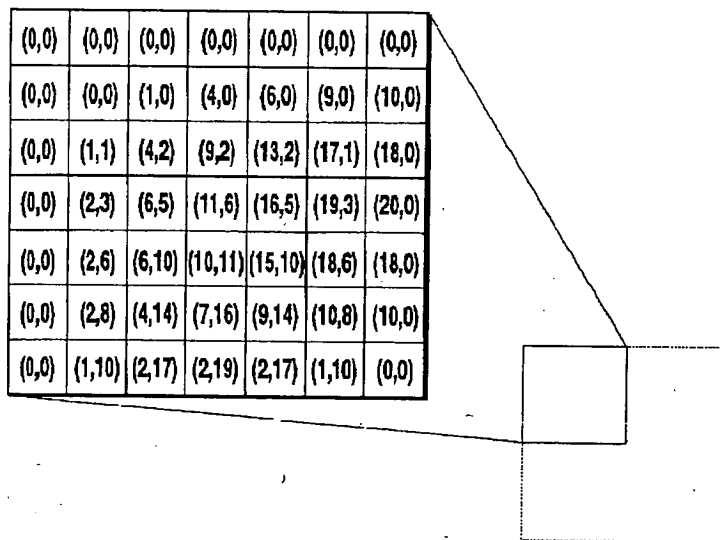 (0,0) (0,0) (0,0) (0,0) (0,0) (0,0) (0,0)
(0,0) (0,0) (1,0) (4,0) (6,0) (9,0) (10,0)
(0,0) (1,1) (4,2) (9,2) (13,2) (17,1) (18,0)
(0,0) (2,3) (6,5) (11,6) (16,5) (19,3) (20,0)
(0,0) (2,6) (6,10) (10,11) (15,10) (18,6) (18,0)
(0,0) (2,8) (4,14) (7,16) (9,14) (10,8) (10,0)
(0,0) (1,10) (2,17) (2,19) (2,17) (1,10) (0,0)